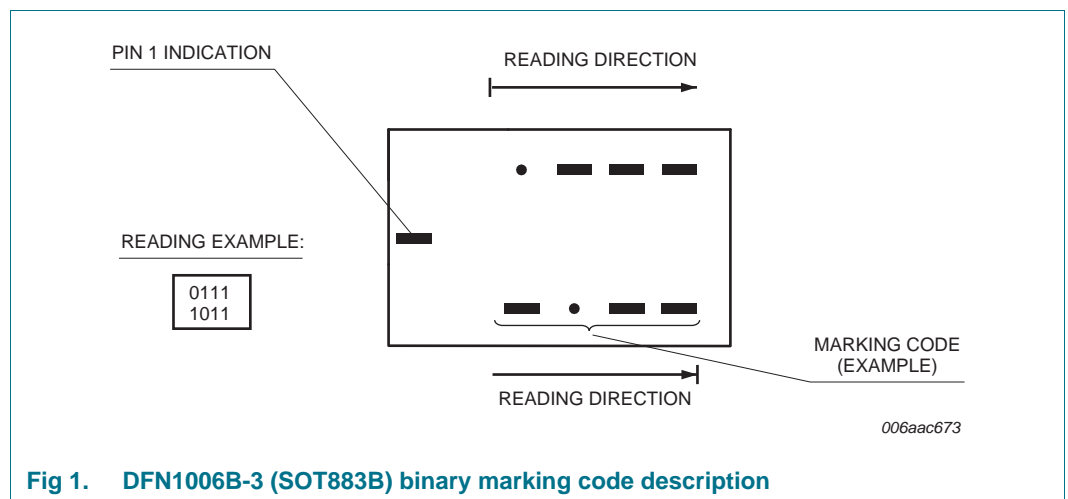 PIN 1 INDICATION
READING DIRECTION
READING EXAMPLE:
0111
1011
MARKING CODE
(EXAMPLE)
READING DIRECTION
006aac673
Fig 1. DFN1006B-3 (SOT883B) binary marking code description